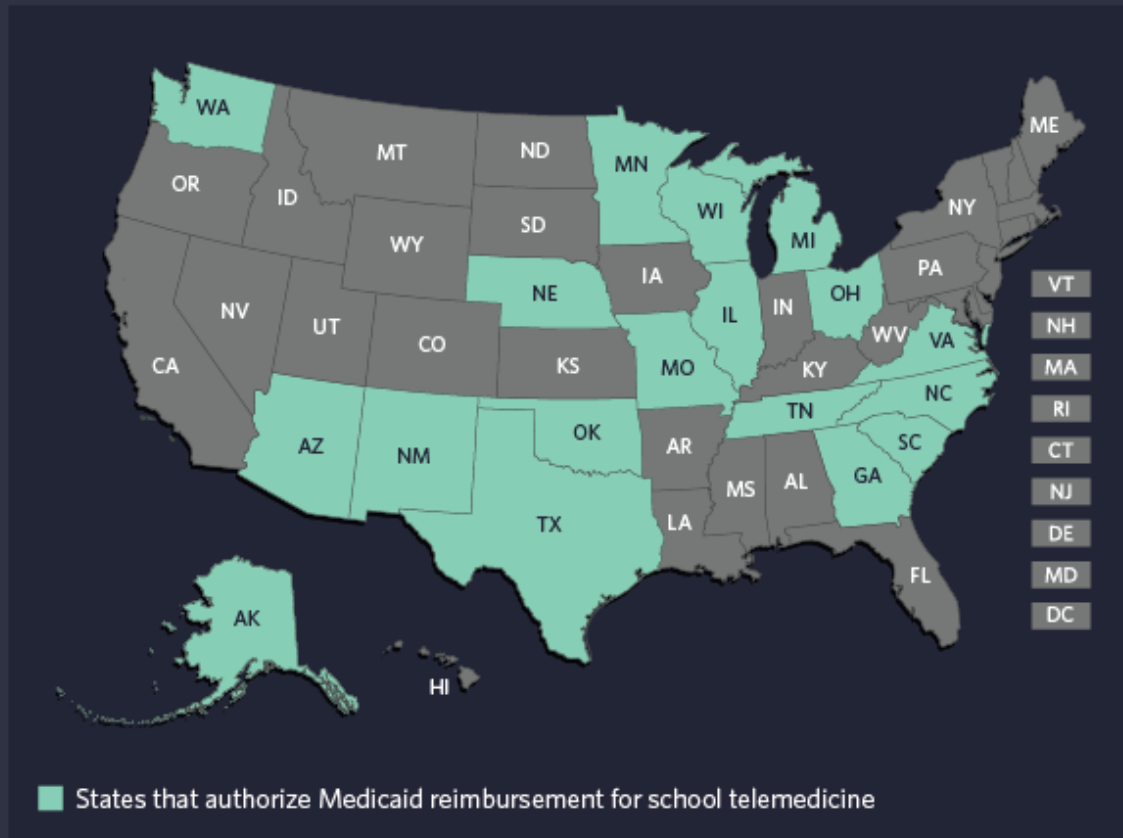 WA
MT
ND
MN
ME
OR
ID
SD
WI
NY
WY
MI
PA
IA
NE
OH
IN
IL
NV
UT
CO
WV
VA
CA
KS
MO
KY
NC
TN
AZ
NM
OK
AR
SC
GA
MS
AL
TX
LA
FL
AK
HI
VT
NH
MA
RI
CT
NJ
DE
MD
DC
States that authorize Medicaid reimbursement for school telemedicine